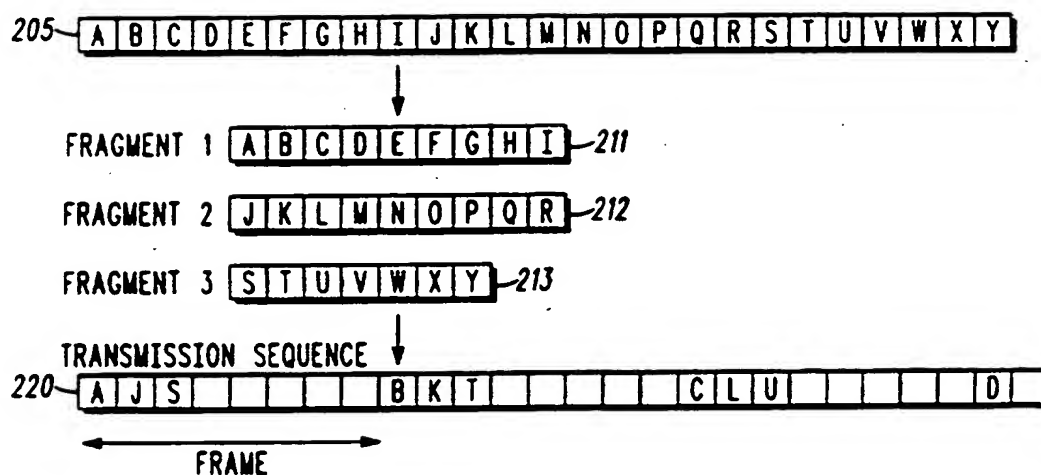 205 A B C D E F G H I J K L M N O P Q R S T U V W X Y
FRAGMENT 1 A B C D E F G H I 211
FRAGMENT 2 J K L M N O P Q R 212
FRAGMENT 3 S T U V W X Y 213
TRANSMISSION SEQUENCE
220 A J S B K T C L U D
FRAME